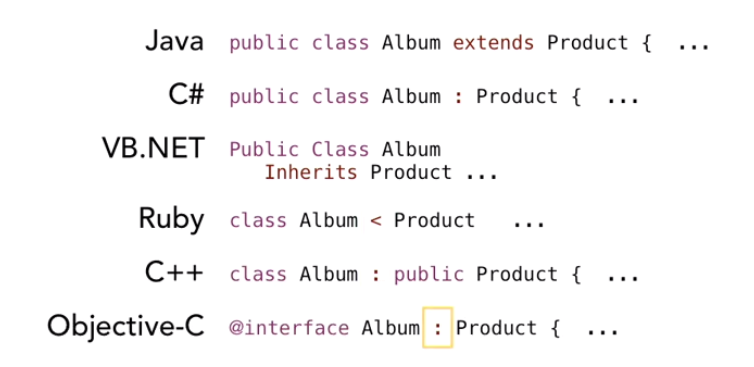 Java public class Album extends Product { ...
C# public class Album : Product { ...
VB.NET Public Class Album
Inherits Product ...
Ruby class Album < Product ...
C++ class Album : public Product { ...
Objective-C @interface Album : Product { ...